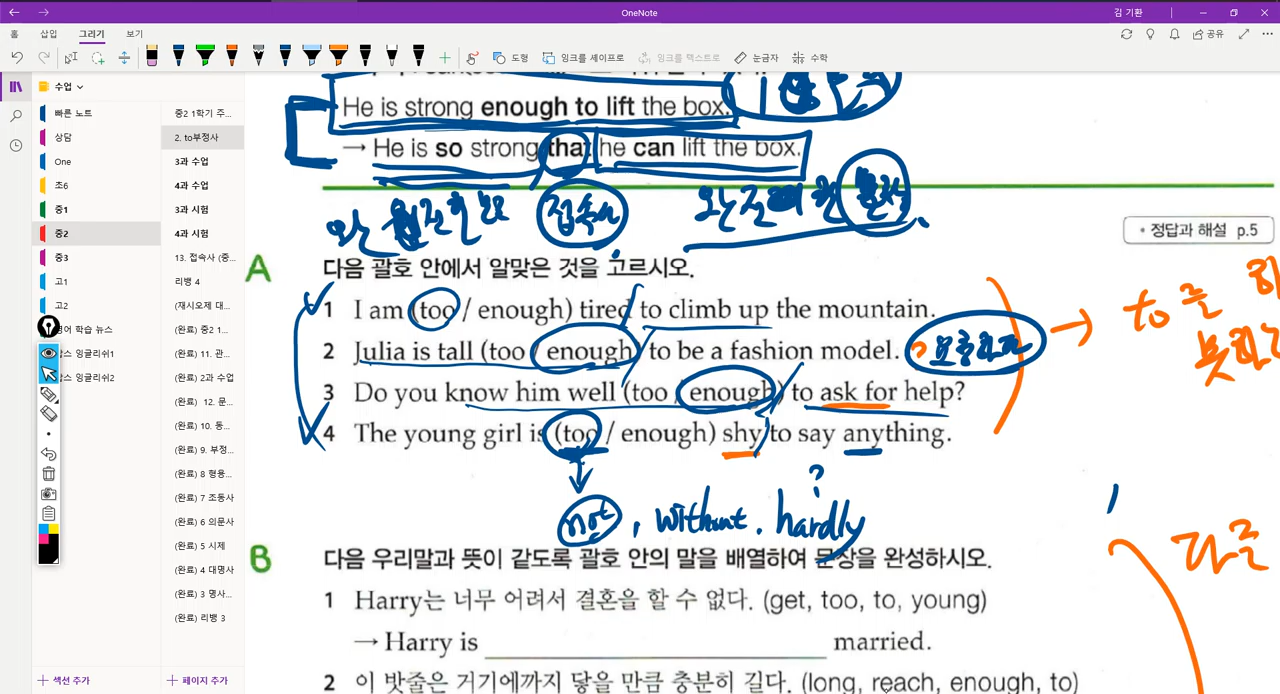 OneNote
김 기환
홈 삽입 그리기 보기
공유
도형 잉크를 셰이프로 잉크를 텍스트로 눈금자 수학
수업
빠른 노트
상담
One
초6
중1
중2
중3
고1
고2
영어 학습 뉴스
잉글리쉬1
잉글리쉬2
섹션 추가
중2 1학기 주...
2. to부정사
3과 수업
4과 수업
3과 시험
4과 시험
13. 접속사 (중...
리뱅 4
(재시오제 대...
(완료) 중2 1...
(완료) 11. 관...
(완료) 2과 수업
(완료) 12. 문...
(완료) 10. 동...
(완료) 9. 부정...
(완료) 8 형용...
(완료) 7 조동사
(완료) 6 의문사
(완료) 5 시제
(완료) 4 대명사
(완료) 3 명사...
(완료) 리뱅 3
페이지 추가
He is strong enough to lift the box.
→ He is so strong that he can lift the box.
접속사
• 정답과 해설 p.5
A 다음 괄호 안에서 알맞은 것을 고르시오.
1 I am (too / enough) tired to climb up the mountain.
2 Julia is tall (too / enough) to be a fashion model.
3 Do you know him well (too / enough) to ask for help?
4 The young girl is (too / enough) shy to say anything.
to를
not, without. hardly
?
다를
B 다음 우리말과 뜻이 같도록 괄호 안의 말을 배열하여 문장을 완성하시오.
1 Harry는 너무 어려서 결혼을 할 수 없다. (get, too, to, young)
→ Harry is ____ married.
2 이 밧줄은 거기에까지 닿을 만큼 충분히 길다. (long, reach, enough, to)